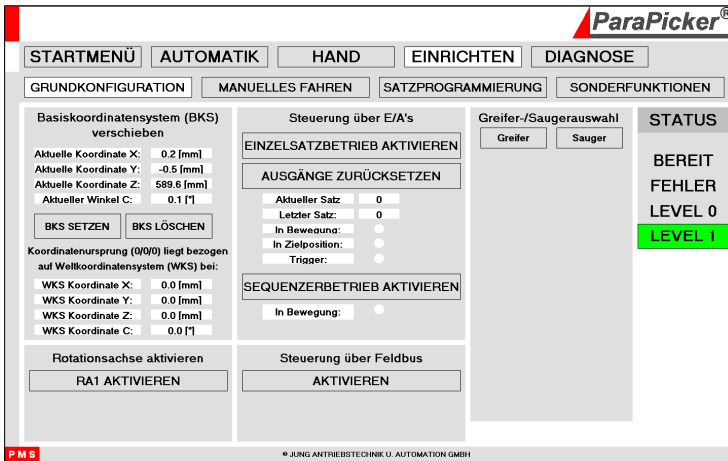 ParaPicker®
STARTMENÜ AUTOMATIK HAND EINRICHTEN DIAGNOSE
GRUNDKONFIGURATION MANUELLES FAHREN SATZPROGRAMMIERUNG SONDERFUNKTIONEN
Basiskoordinatensystem (BKS)
verschieben
Aktuelle Koordinate X: 0.2 [mm]
Aktuelle Koordinate Y: -0.5 [mm]
Aktuelle Koordinate Z: 589.6 [mm]
Aktueller Winkel C: 0.1 [°]
BKS SETZEN BKS LÖSCHEN
Koordinatenursprung (0/0/0) liegt bezogen
auf Weltkoordinatensystem (WKS) bei:
WKS Koordinate X: 0.0 [mm]
WKS Koordinate Y: 0.0 [mm]
WKS Koordinate Z: 0.0 [mm]
WKS Koordinate C: 0.0 [°]
Rotationsachse aktivieren
RA1 AKTIVIEREN
Steuerung über E/A's
EINZELSATZBETRIEB AKTIVIEREN
AUSGÄNGE ZURÜCKSETZEN
Aktueller Satz 0
Letzter Satz: 0
In Bewegung:
In Zielposition:
Trigger:
SEQUENZERBETRIEB AKTIVIEREN
In Bewegung:
Steuerung über Feldbus
AKTIVIEREN
Greifer-/Saugerauswahl
Greifer Sauger
STATUS
BEREIT
FEHLER
LEVEL 0
LEVEL 1
PMS
© JUNG ANTRIEBSTECHNIK U. AUTOMATION GMBH